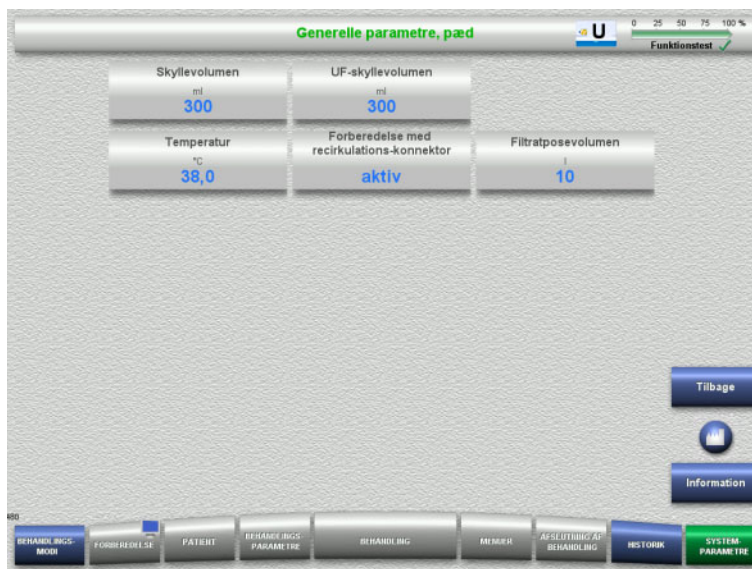 Generelle parametre, pæd
U
0 25 50 75 100 %
Funktionstest
Skyllevolumen
ml
300
UF-skyllevolumen
ml
300
Temperatur
°C
38,0
Forberedelse med
recirkulations-konnektor
aktiv
Filtratposevolumen
l
10
Tilbage
Information
BEHANDLINGS-
MODI
FORBEREDELSE
PATIENT
BEHANDLINGS-
PARAMETRE
BEHANDLING
MENUER
AFSLUTNING AF
BEHANDLING
HISTORIK
SYSTEM-
PARAMETRE